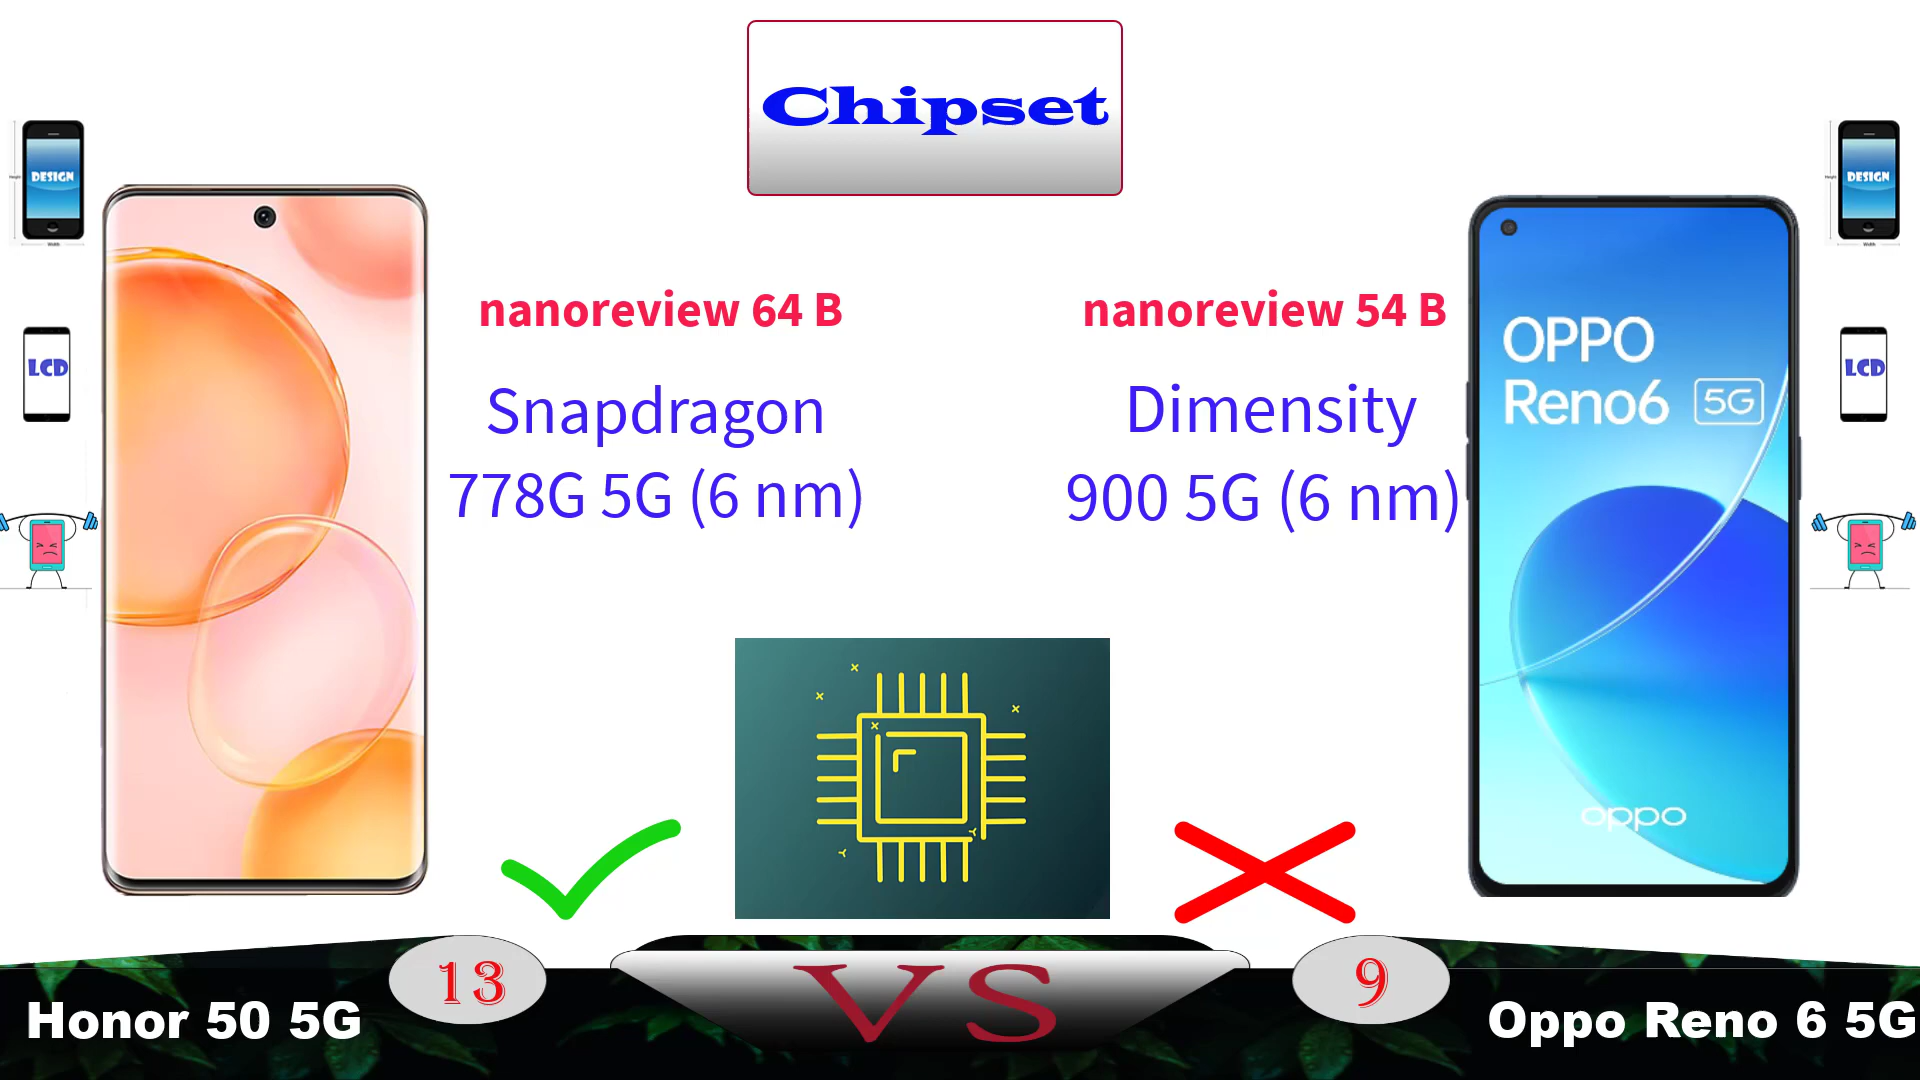 Chipset
DESIGN
DESIGN
nanoreview 64 B
nanoreview 54 B
OPPO
Reno6 5G
LCD
LCD
Snapdragon
778G 5G (6 nm)
Dimensity
900 5G (6 nm)
oppo
13
VS
9
Honor 50 5G
Oppo Reno 6 5G